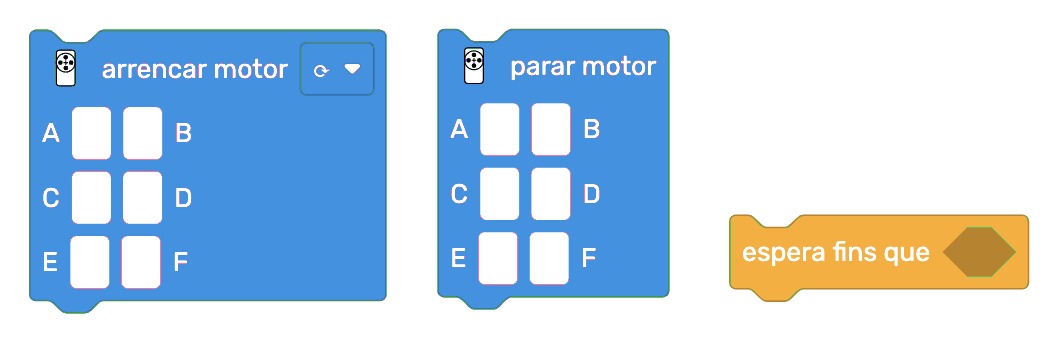 arrencar motor
A B
C D
E F
parar motor
A B
C D
E F
espera fins que